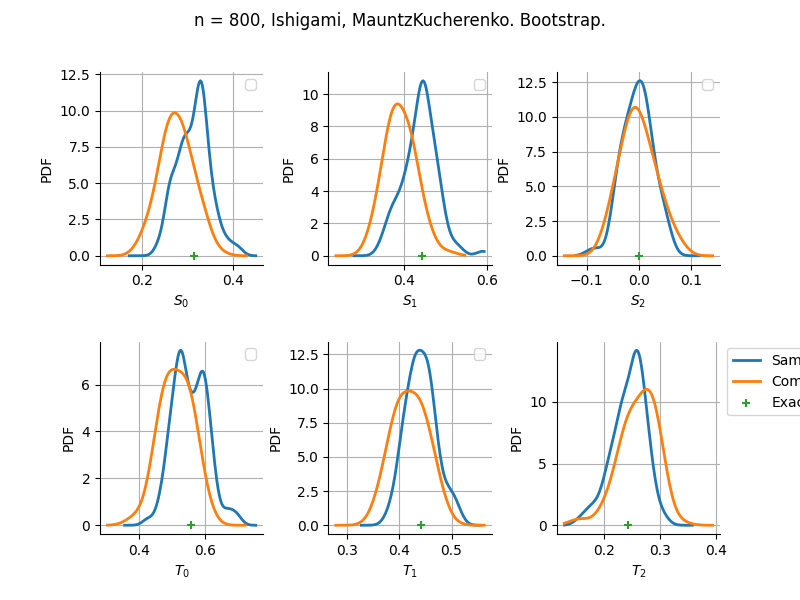 n = 800, Ishigami, MauntzKucherenko. Bootstrap.
12.5
10.0
7.5
5.0
2.5
0.0
PDF
0.2
0.4
S₀
10
8
6
4
2
0
PDF
0.4
0.6
S₁
12.5
10.0
7.5
5.0
2.5
0.0
PDF
−0.1
0.0
0.1
S₂
6
4
2
0
PDF
0.4
0.6
T₀
12.5
10.0
7.5
5.0
2.5
0.0
PDF
0.3
0.4
0.5
T₁
10
5
0
PDF
0.2
0.3
0.4
T₂
Sam
Com
Exac